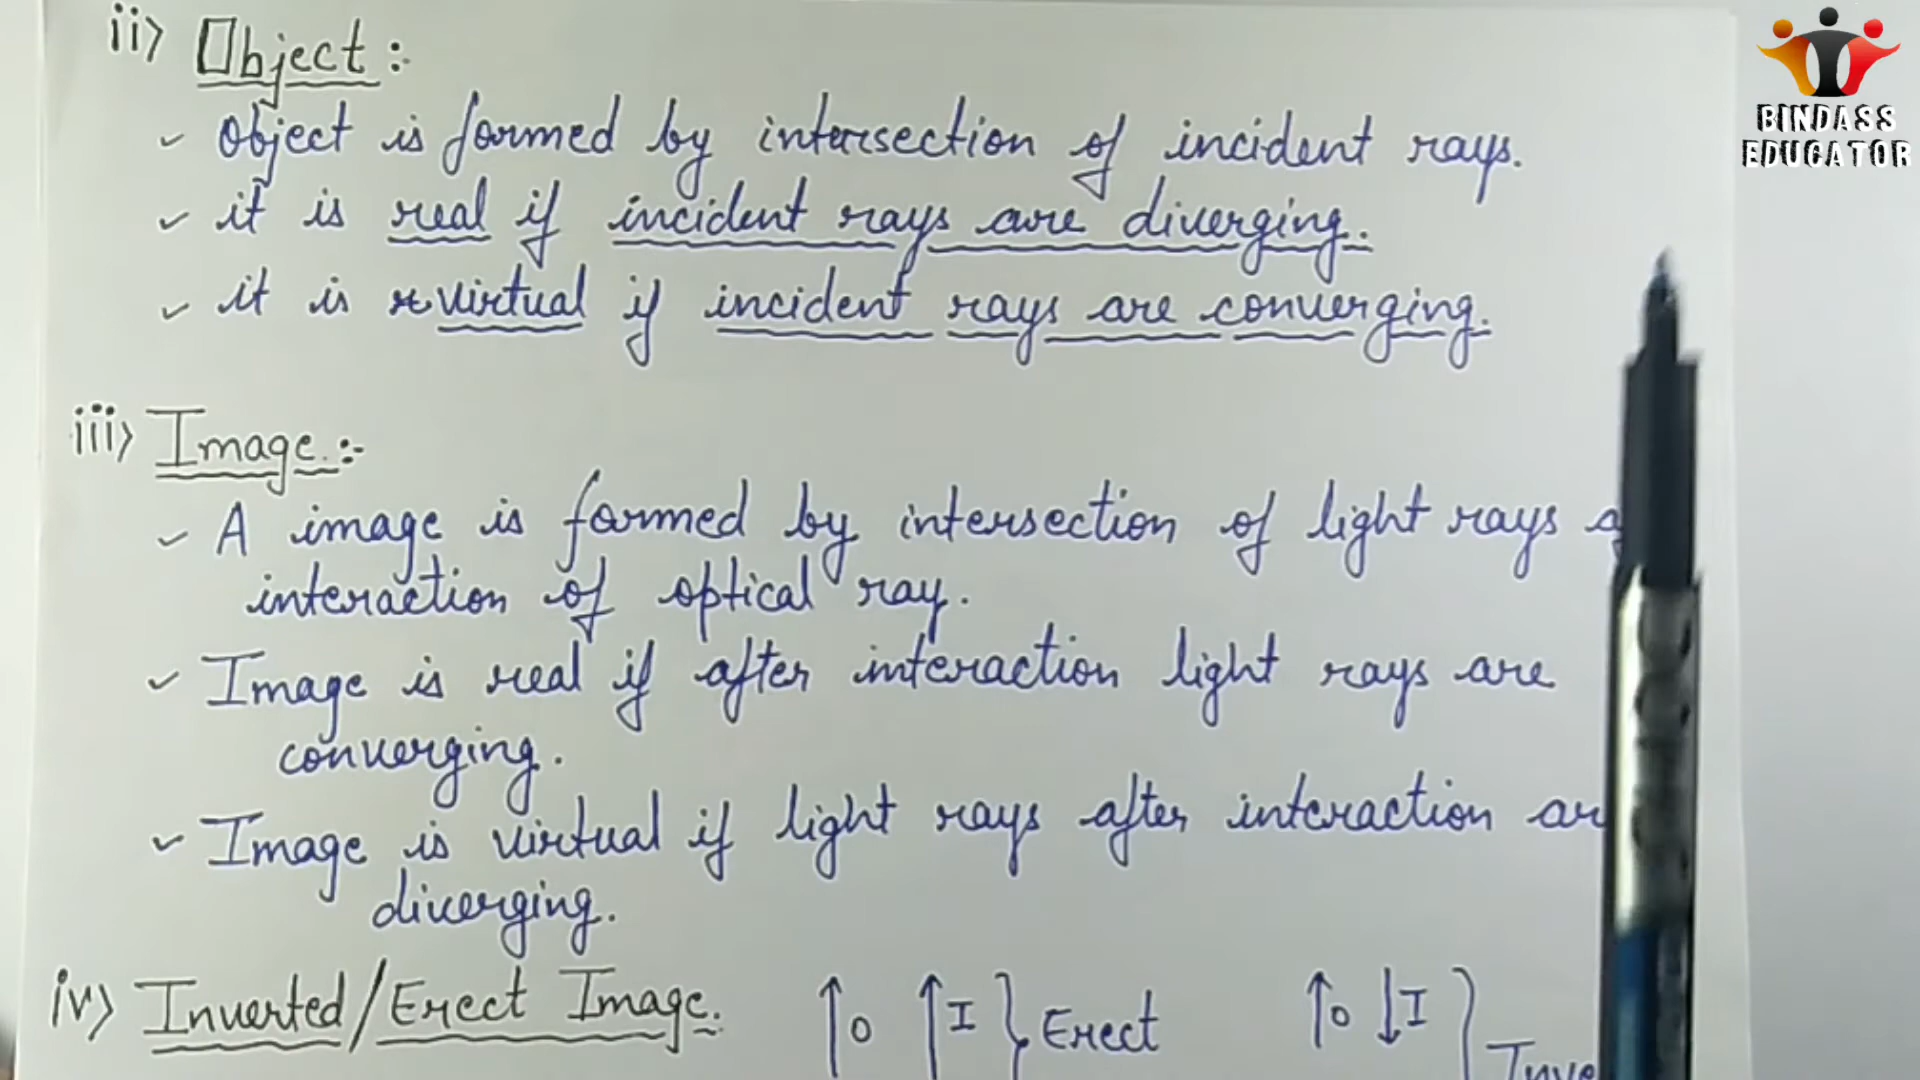 ii) Object :-
✓ Object is formed by intersection of incident rays.
✓ it is real if incident rays are diverging.
✓ it is virtual if incident rays are converging.
iii) Image :-
✓ A image is formed by intersection of light rays
interaction of optical ray.
✓ Image is real if after interaction light rays are
converging.
✓ Image is virtual if light rays after interaction
diverging.
iv) Inverted/Erect Image.
↑O ↑I } Erect
↑O ↓I }
BINDASS
EDUCATOR